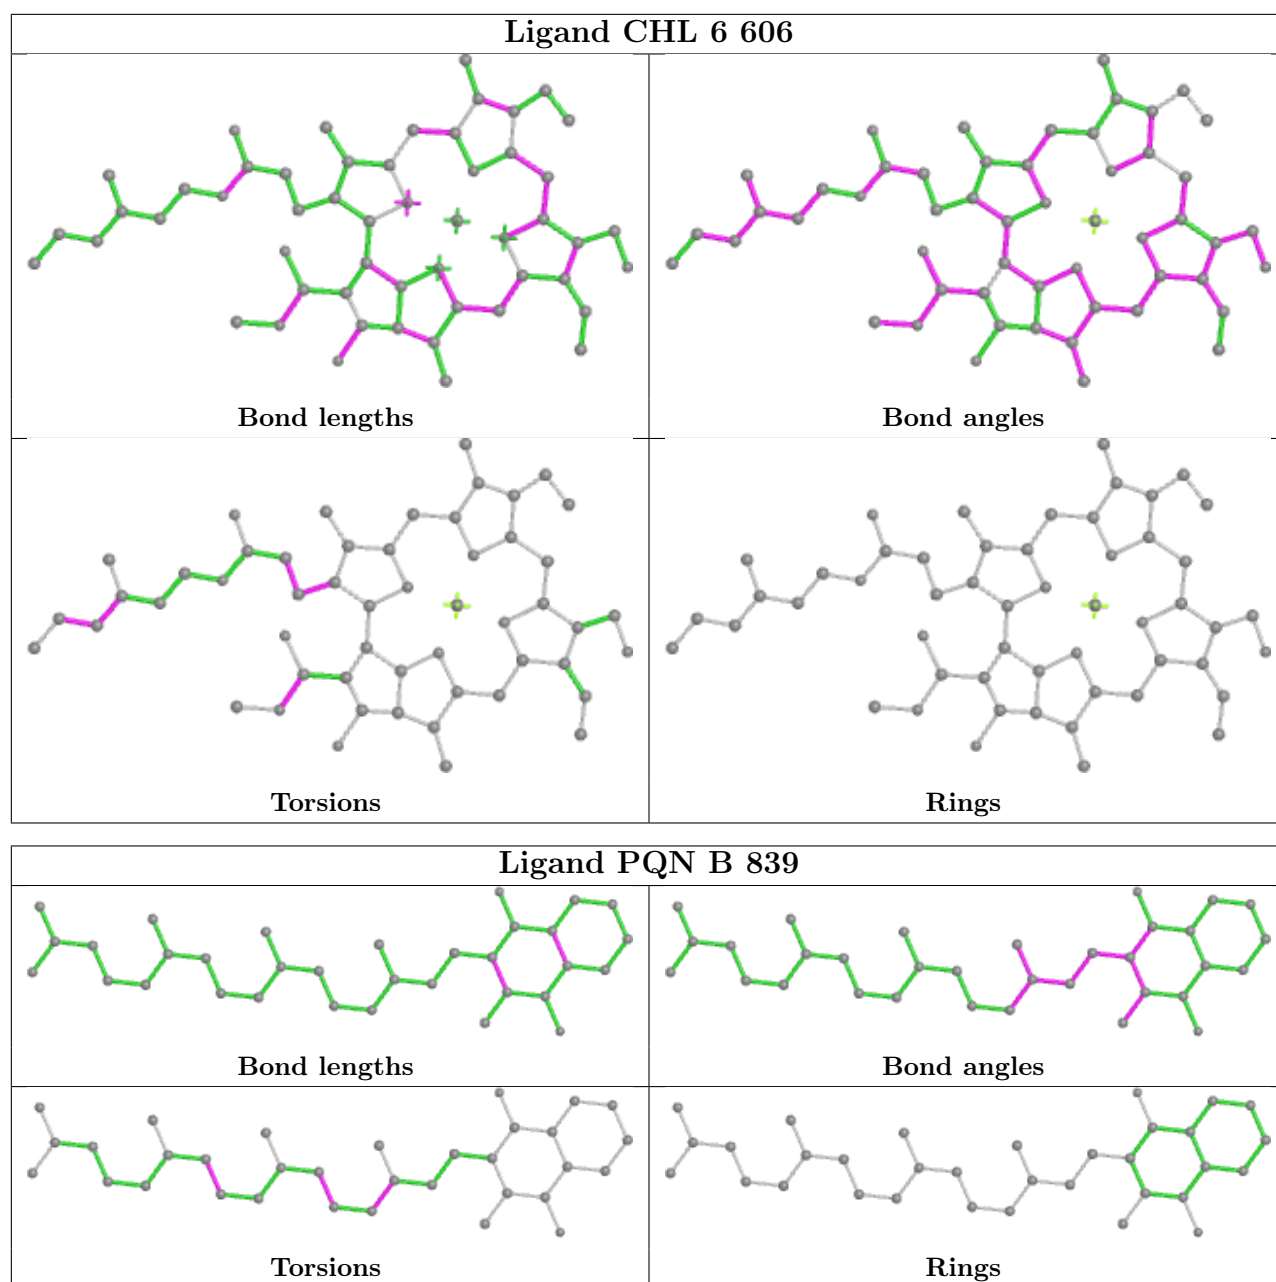 Ligand CHL 6 606
Bond lengths
Bond angles
Torsions
Rings
Ligand PQN B 839
Bond lengths
Bond angles
Torsions
Rings